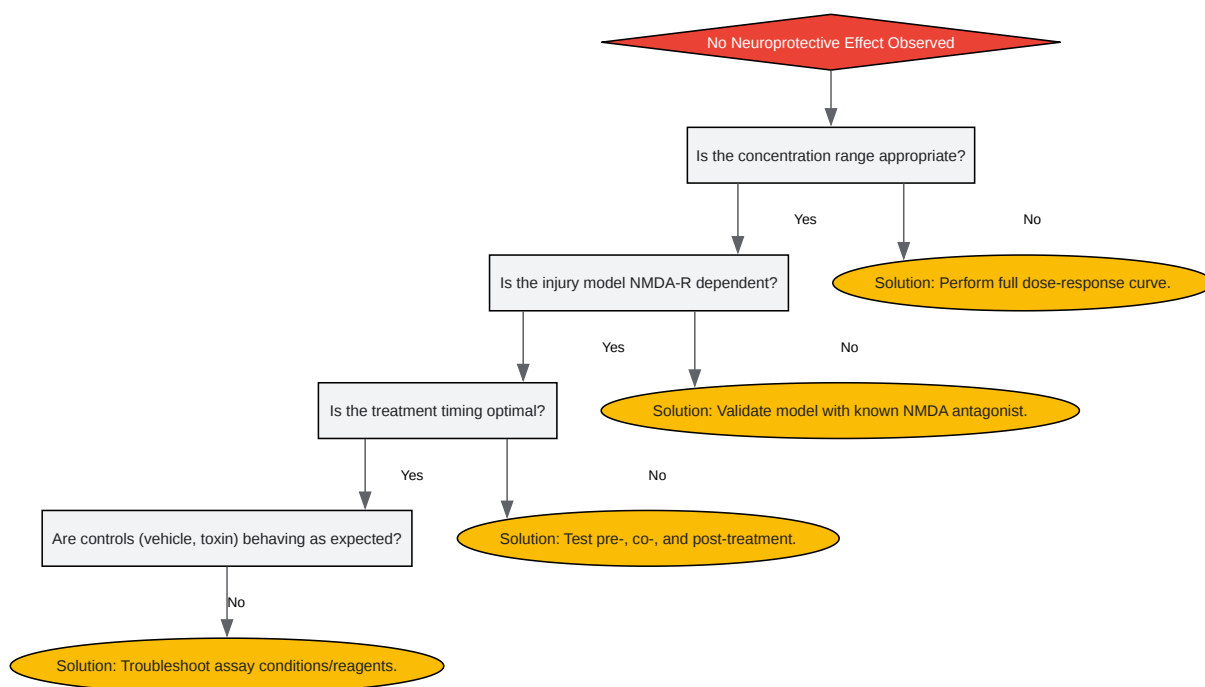 No Neuroprotective Effect Observed
Is the concentration range appropriate?
Yes
No
Is the injury model NMDA-R dependent?
Solution: Perform full dose-response curve.
Yes
No
Is the treatment timing optimal?
Solution: Validate model with known NMDA antagonist.
Yes
No
Are controls (vehicle, toxin) behaving as expected?
Solution: Test pre-, co-, and post-treatment.
No
Solution: Troubleshoot assay conditions/reagents.